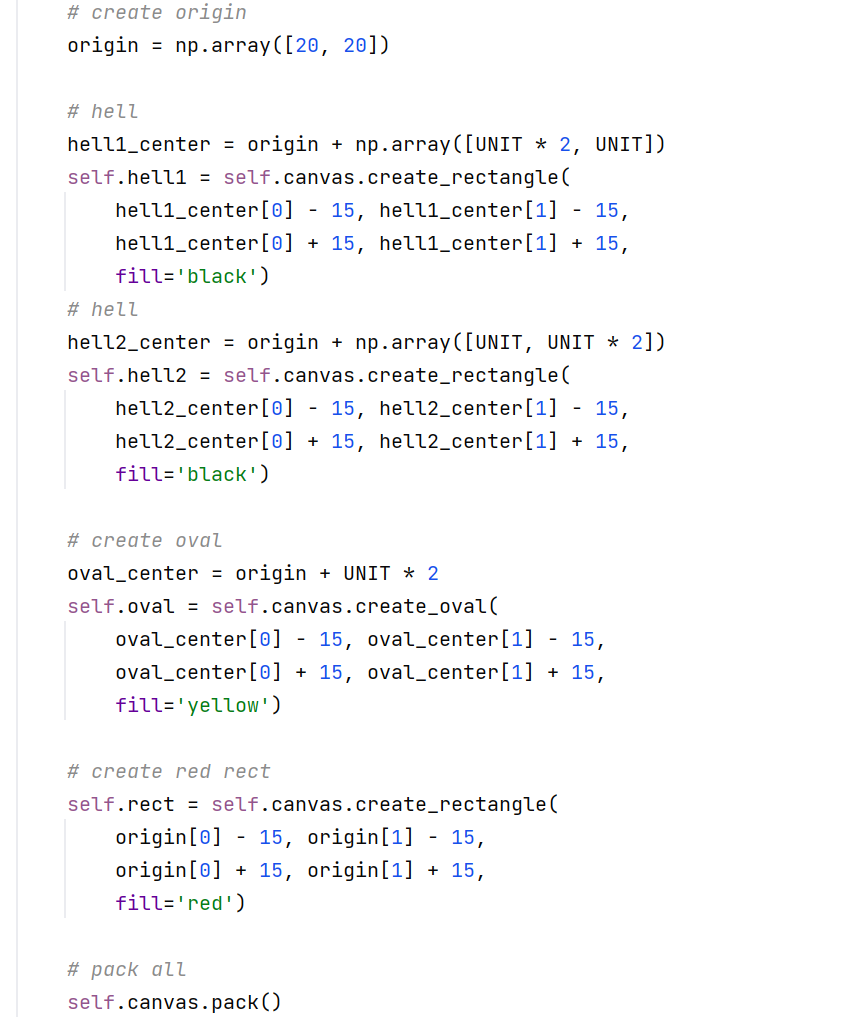 # create origin
origin = np.array([20, 20])
# hell
hell1_center = origin + np.array([UNIT * 2, UNIT])
self.hell1 = self.canvas.create_rectangle(
hell1_center[0] - 15, hell1_center[1] - 15,
hell1_center[0] + 15, hell1_center[1] + 15,
fill='black')
# hell
hell2_center = origin + np.array([UNIT, UNIT * 2])
self.hell2 = self.canvas.create_rectangle(
hell2_center[0] - 15, hell2_center[1] - 15,
hell2_center[0] + 15, hell2_center[1] + 15,
fill='black')
# create oval
oval_center = origin + UNIT * 2
self.oval = self.canvas.create_oval(
oval_center[0] - 15, oval_center[1] - 15,
oval_center[0] + 15, oval_center[1] + 15,
fill='yellow')
# create red rect
self.rect = self.canvas.create_rectangle(
origin[0] - 15, origin[1] - 15,
origin[0] + 15, origin[1] + 15,
fill='red')
# pack all
self.canvas.pack()